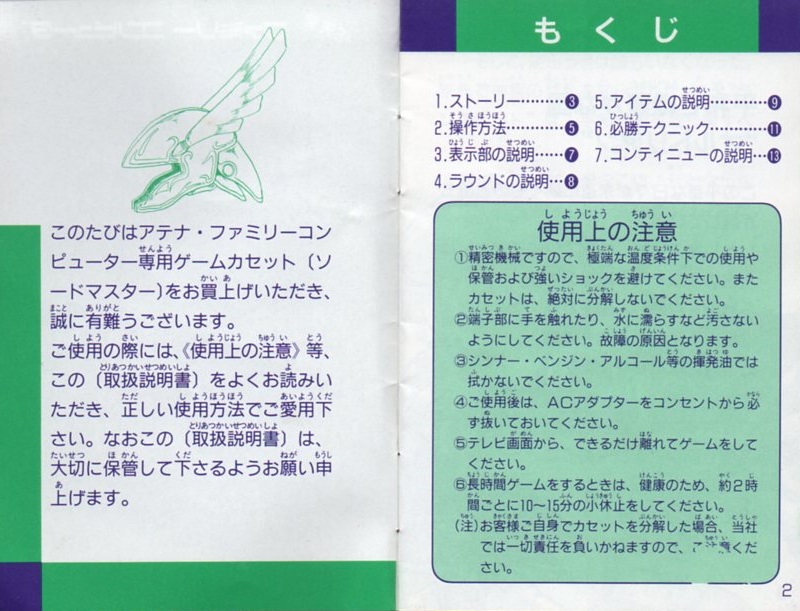 このたびはアテナ・ファミリーコン
ピューター専用ゲームカセット〔ソ
ードマスター〕をお買上げいただき、
誠に有難うございます。
ご使用の際には、《使用上の注意》等、
この〔取扱説明書〕をよくお読みい
ただき、正しい使用方法でご愛用下
さい。なおこの〔取扱説明書〕は、
大切に保管して下さるようお願い申
上げます。
もくじ
1.ストーリー………❸
2.操作方法…………❺
3.表示部の説明……❼
4.ラウンドの説明…❽
5.アイテムの説明…………❾
6.必勝テクニック…………⓫
7.コンティニューの説明…⓭
使用上の注意
①精密機械ですので、極端な温度条件下での使用や
保管および強いショックを避けてください。また
カセットは、絶対に分解しないでください。
②端子部に手を触れたり、水に濡らすなど汚さない
ようにしてください。故障の原因となります。
③シンナー・ベンジン・アルコール等の揮発油では
拭かないでください。
④ご使用後は、ACアダプターをコンセントから必
ず抜いておいてください。
⑤テレビ画面から、できるだけ離れてゲームをして
ください。
⑥長時間ゲームをするときは、健康のため、約2時
間ごとに10〜15分の小休止をしてください。
(注)お客様ご自身でカセットを分解した場合、当社
では一切責任を負いかねますので、ご注意くだ
さい。
2